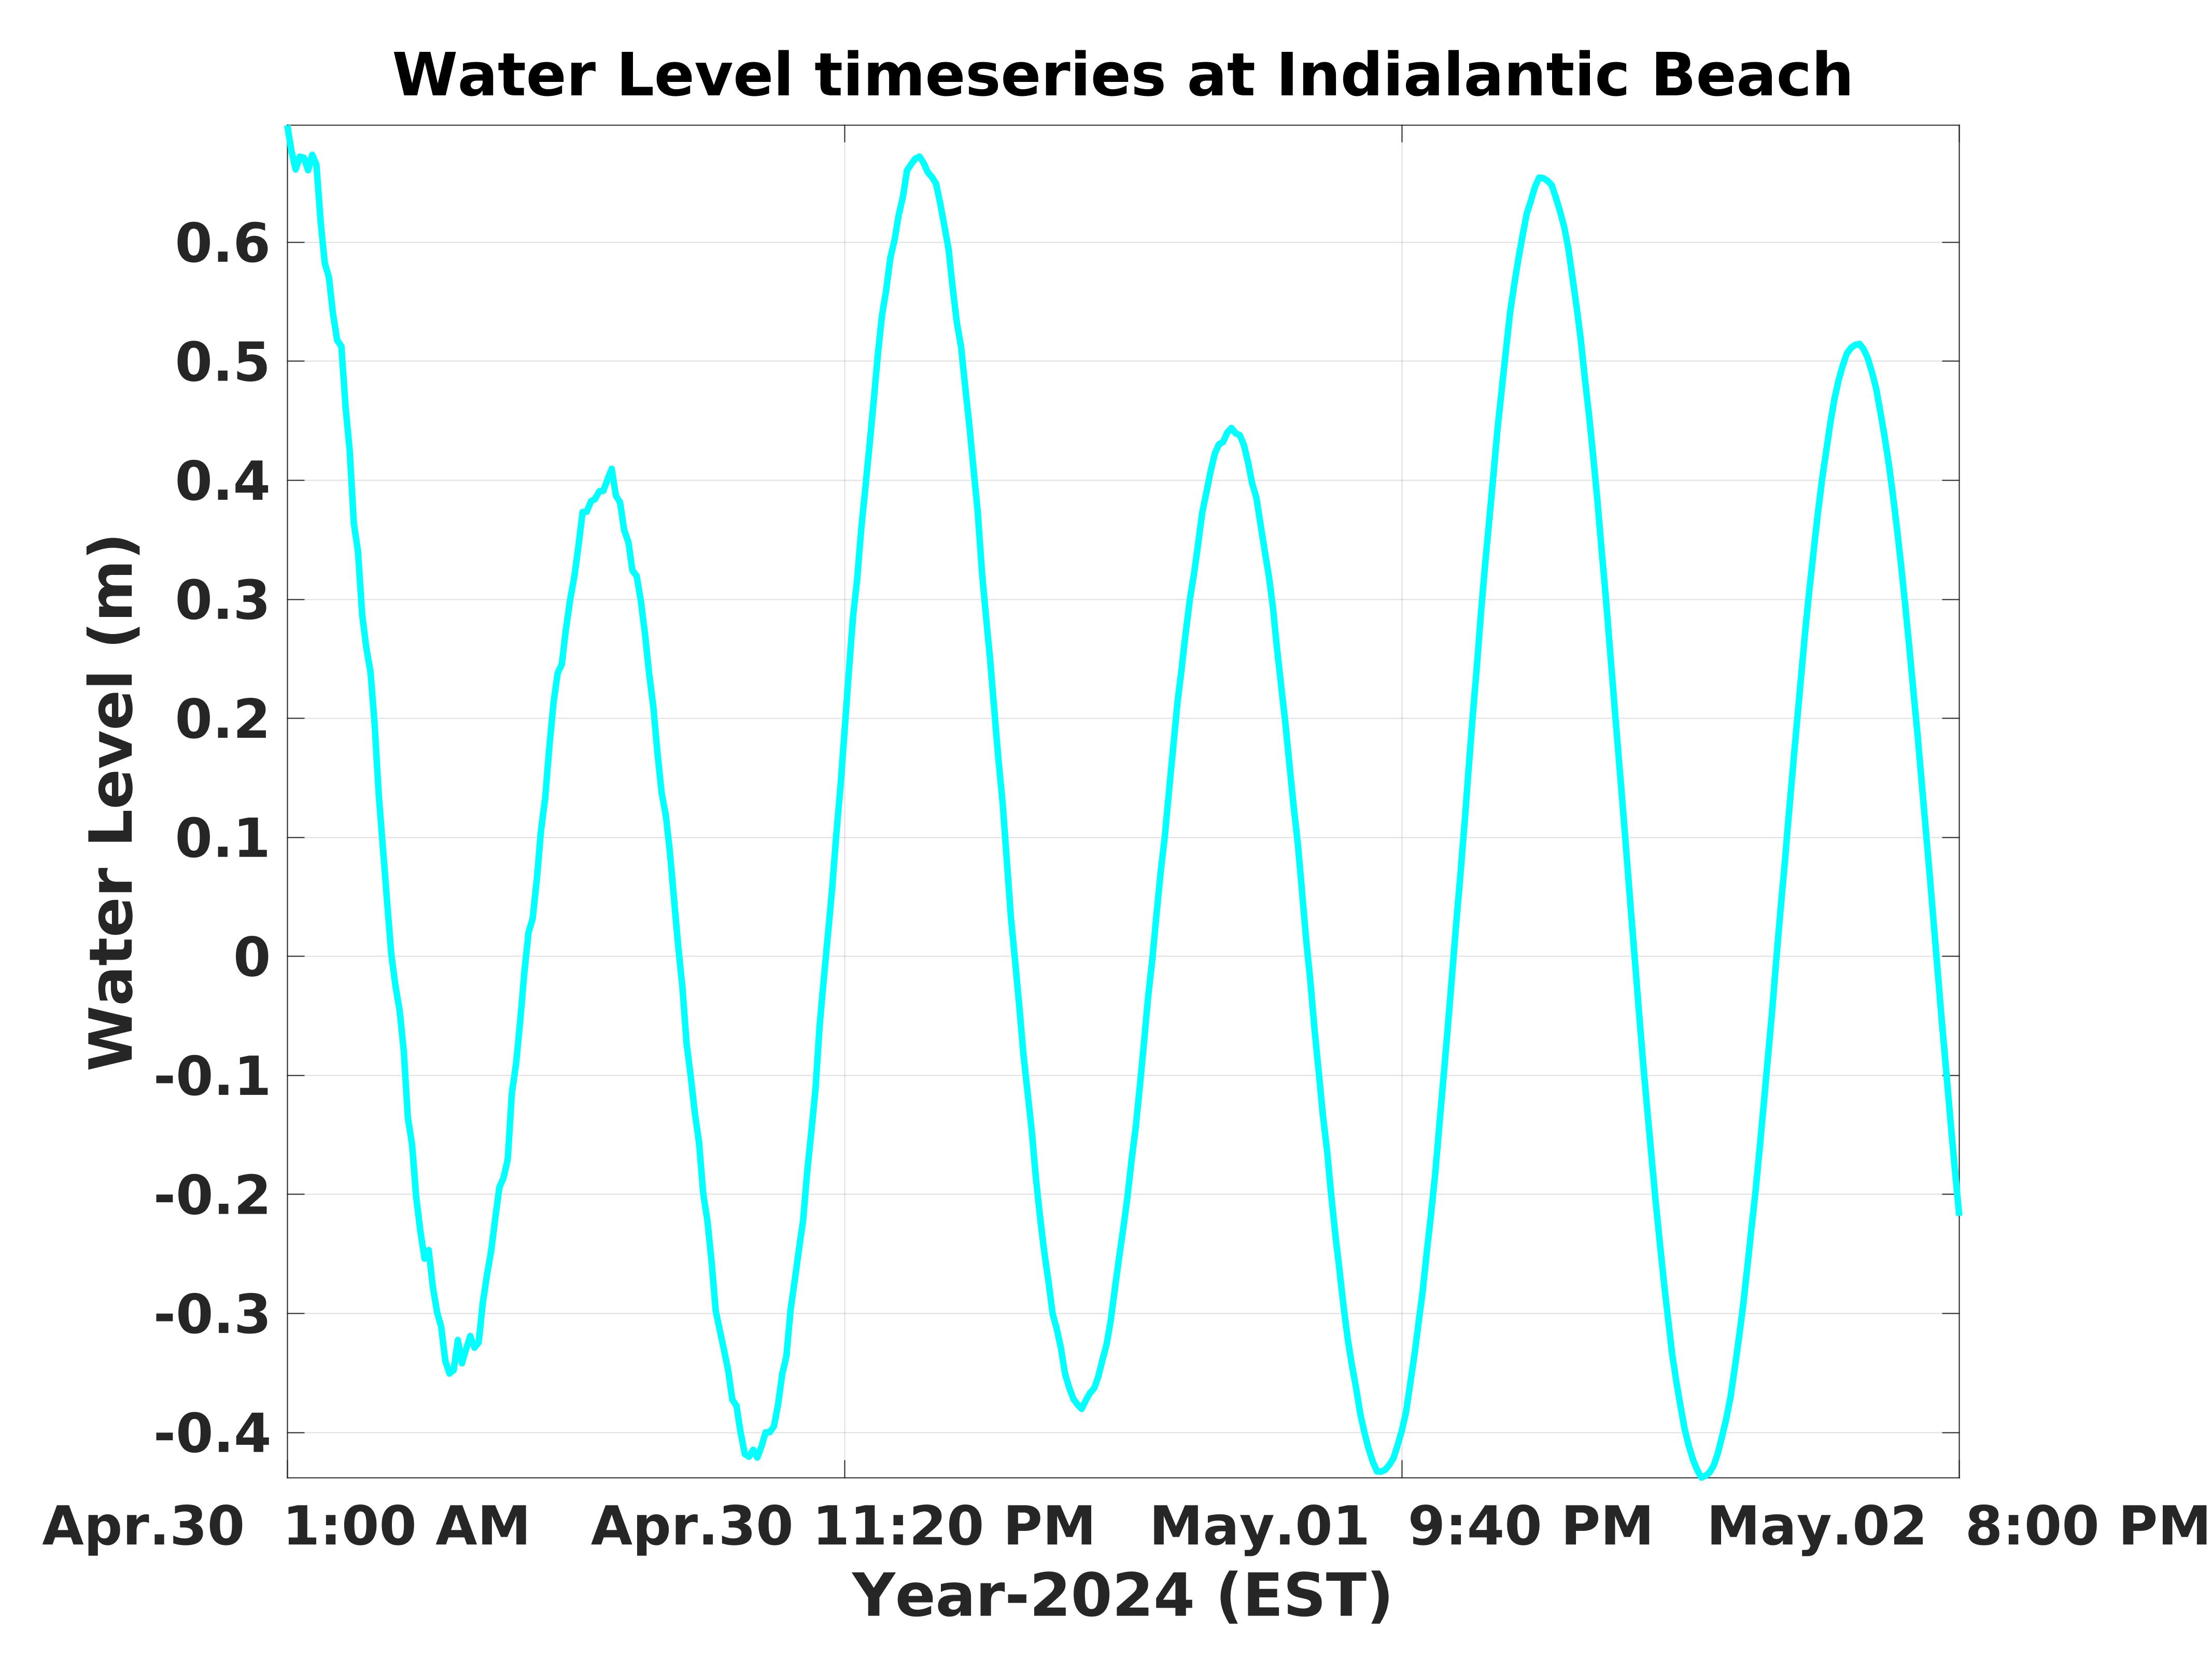 Water Level timeseries at Indialantic Beach
Water Level (m)
0.6
0.5
0.4
0.3
0.2
0.1
0
-0.1
-0.2
-0.3
-0.4
Apr.30 1:00 AM
Apr.30 11:20 PM
May.01 9:40 PM
May.02 8:00 PM
Year-2024 (EST)